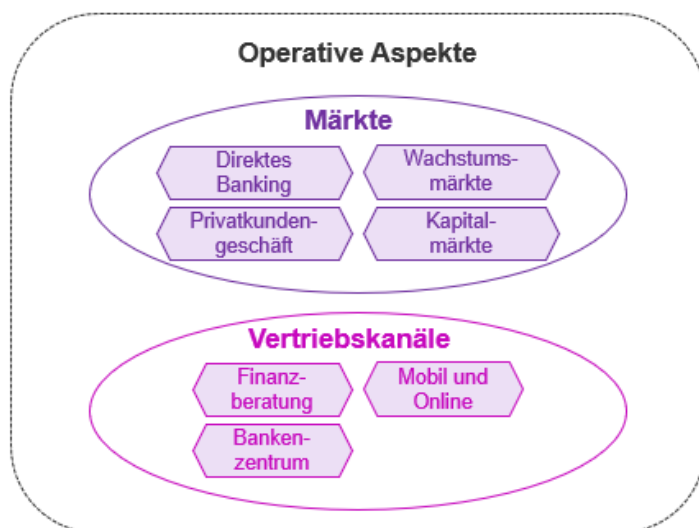 Operative Aspekte
Märkte
Direktes
Banking
Wachstums-
märkte
Privatkunden-
geschäft
Kapital-
märkte
Vertriebskanäle
Finanz-
beratung
Mobil und
Online
Banken-
zentrum